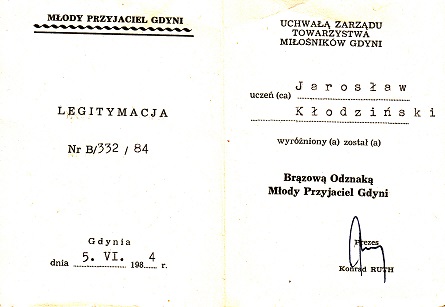 MŁODY PRZYJACIEL GDYNI
LEGITYMACJA
Nr B/332 / 84
Gdynia
dnia 5. VI. 1984 r.
UCHWAŁĄ ZARZĄDU
TOWARZYSTWA
MIŁOŚNIKÓW GDYNI
uczeń (ca) Jarosław
Kłodziński
wyróżniony (a) został (a)
Brązową Odznaką
Młody Przyjaciel Gdyni
Prezes
Konrad RUTH